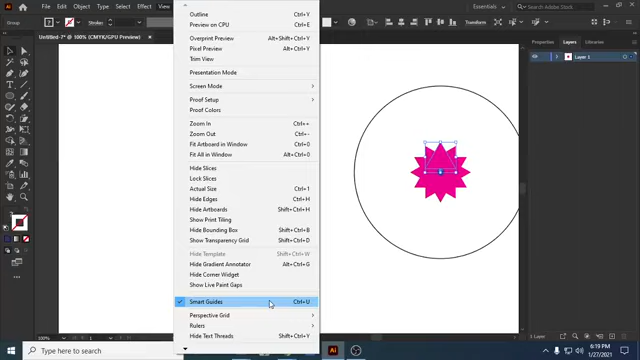 File
Edit
View
Essentials
Search Adobe Stock
Group
Stroke:
Opacity
Untitled-7* @ 100% (CMYK/GPU Preview)
Outline Ctrl+Y
Preview on CPU Ctrl+E
Overprint Preview Alt+Shift+Ctrl+Y
Pixel Preview Alt+Ctrl+Y
Trim View
Presentation Mode
Screen Mode
Proof Setup
Proof Colors
Zoom In Ctrl++
Zoom Out Ctrl+-
Fit Artboard in Window Ctrl+0
Fit All in Window Alt+Ctrl+0
Hide Slices
Lock Slices
Actual Size Ctrl+1
Hide Edges Ctrl+H
Hide Artboards Shift+Ctrl+H
Show Print Tiling
Hide Bounding Box Shift+Ctrl+B
Show Transparency Grid Shift+Ctrl+D
Hide Template Shift+Ctrl+W
Hide Gradient Annotator Alt+Ctrl+G
Hide Corner Widget
Show Live Paint Gaps
Smart Guides Ctrl+U
Perspective Grid
Rulers
Hide Text Threads Shift+Ctrl+Y
Properties Layers Libraries
Layer 1
1 Layer
100%
1
Type here to search
6:19 PM
1/27/2021